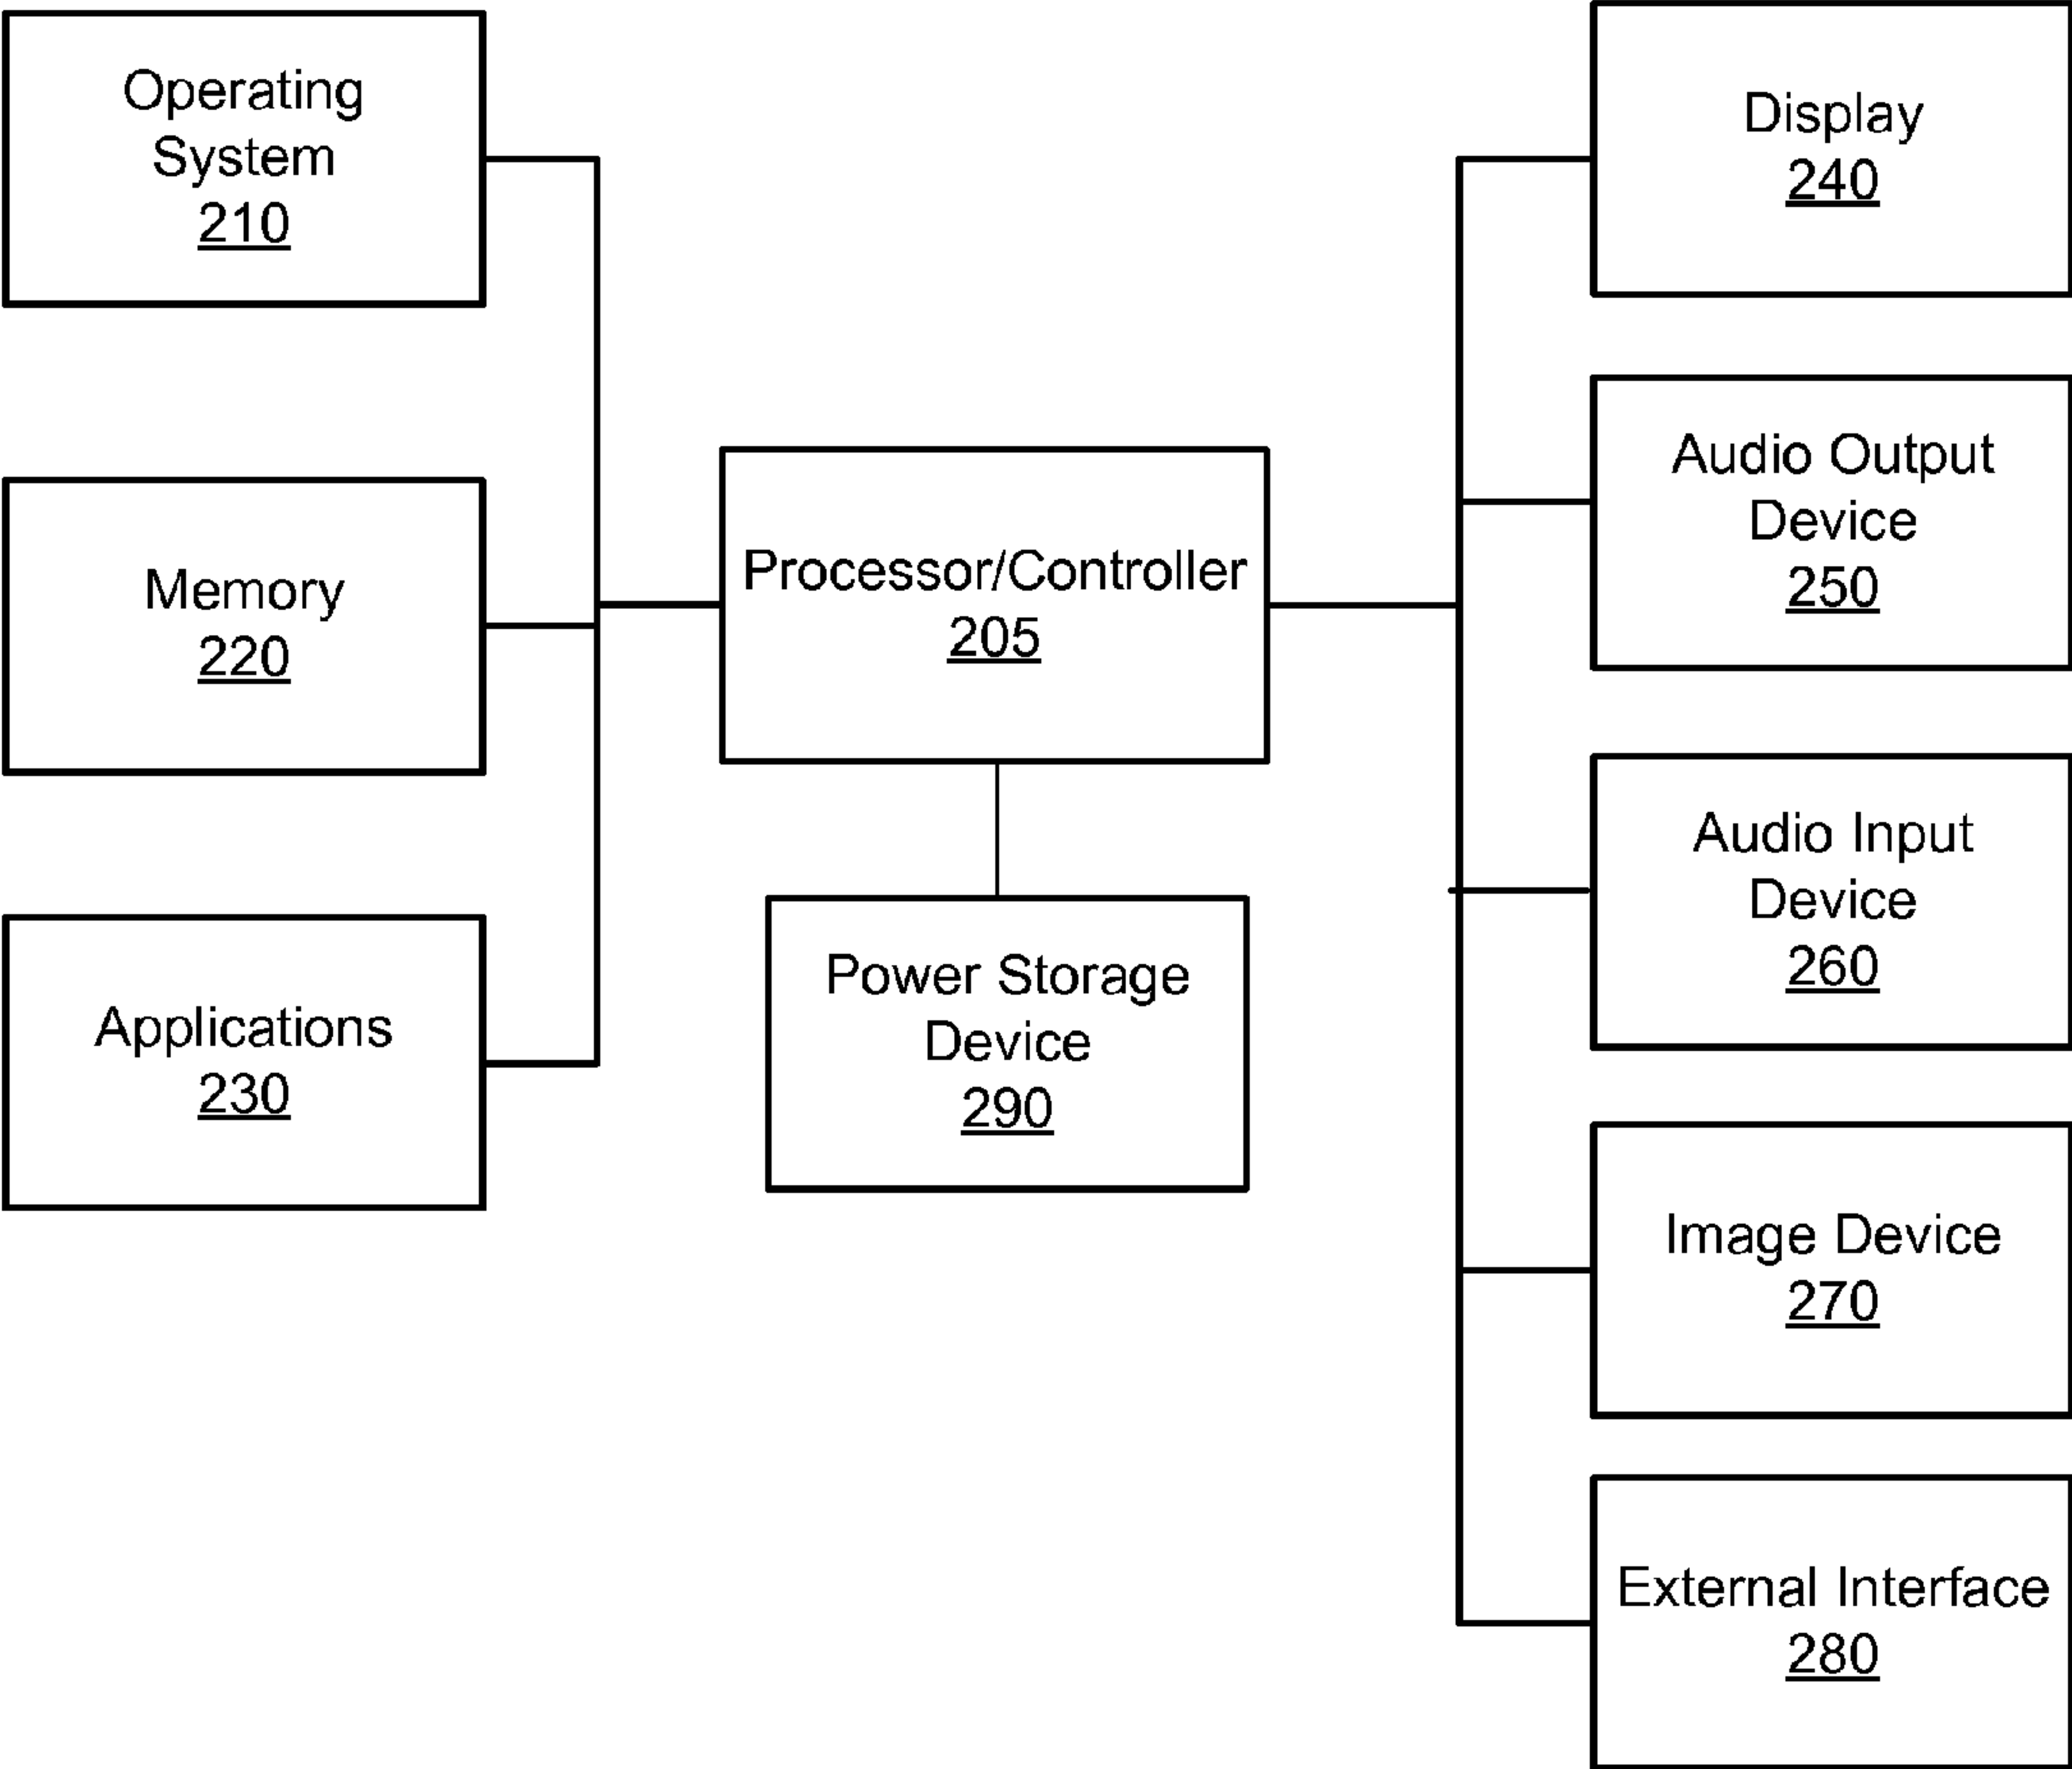 Operating
System
210
Memory
220
Applications
230
Processor/Controller
205
Power Storage
Device
290
Display
240
Audio Output
Device
250
Audio Input
Device
260
Image Device
270
External Interface
280